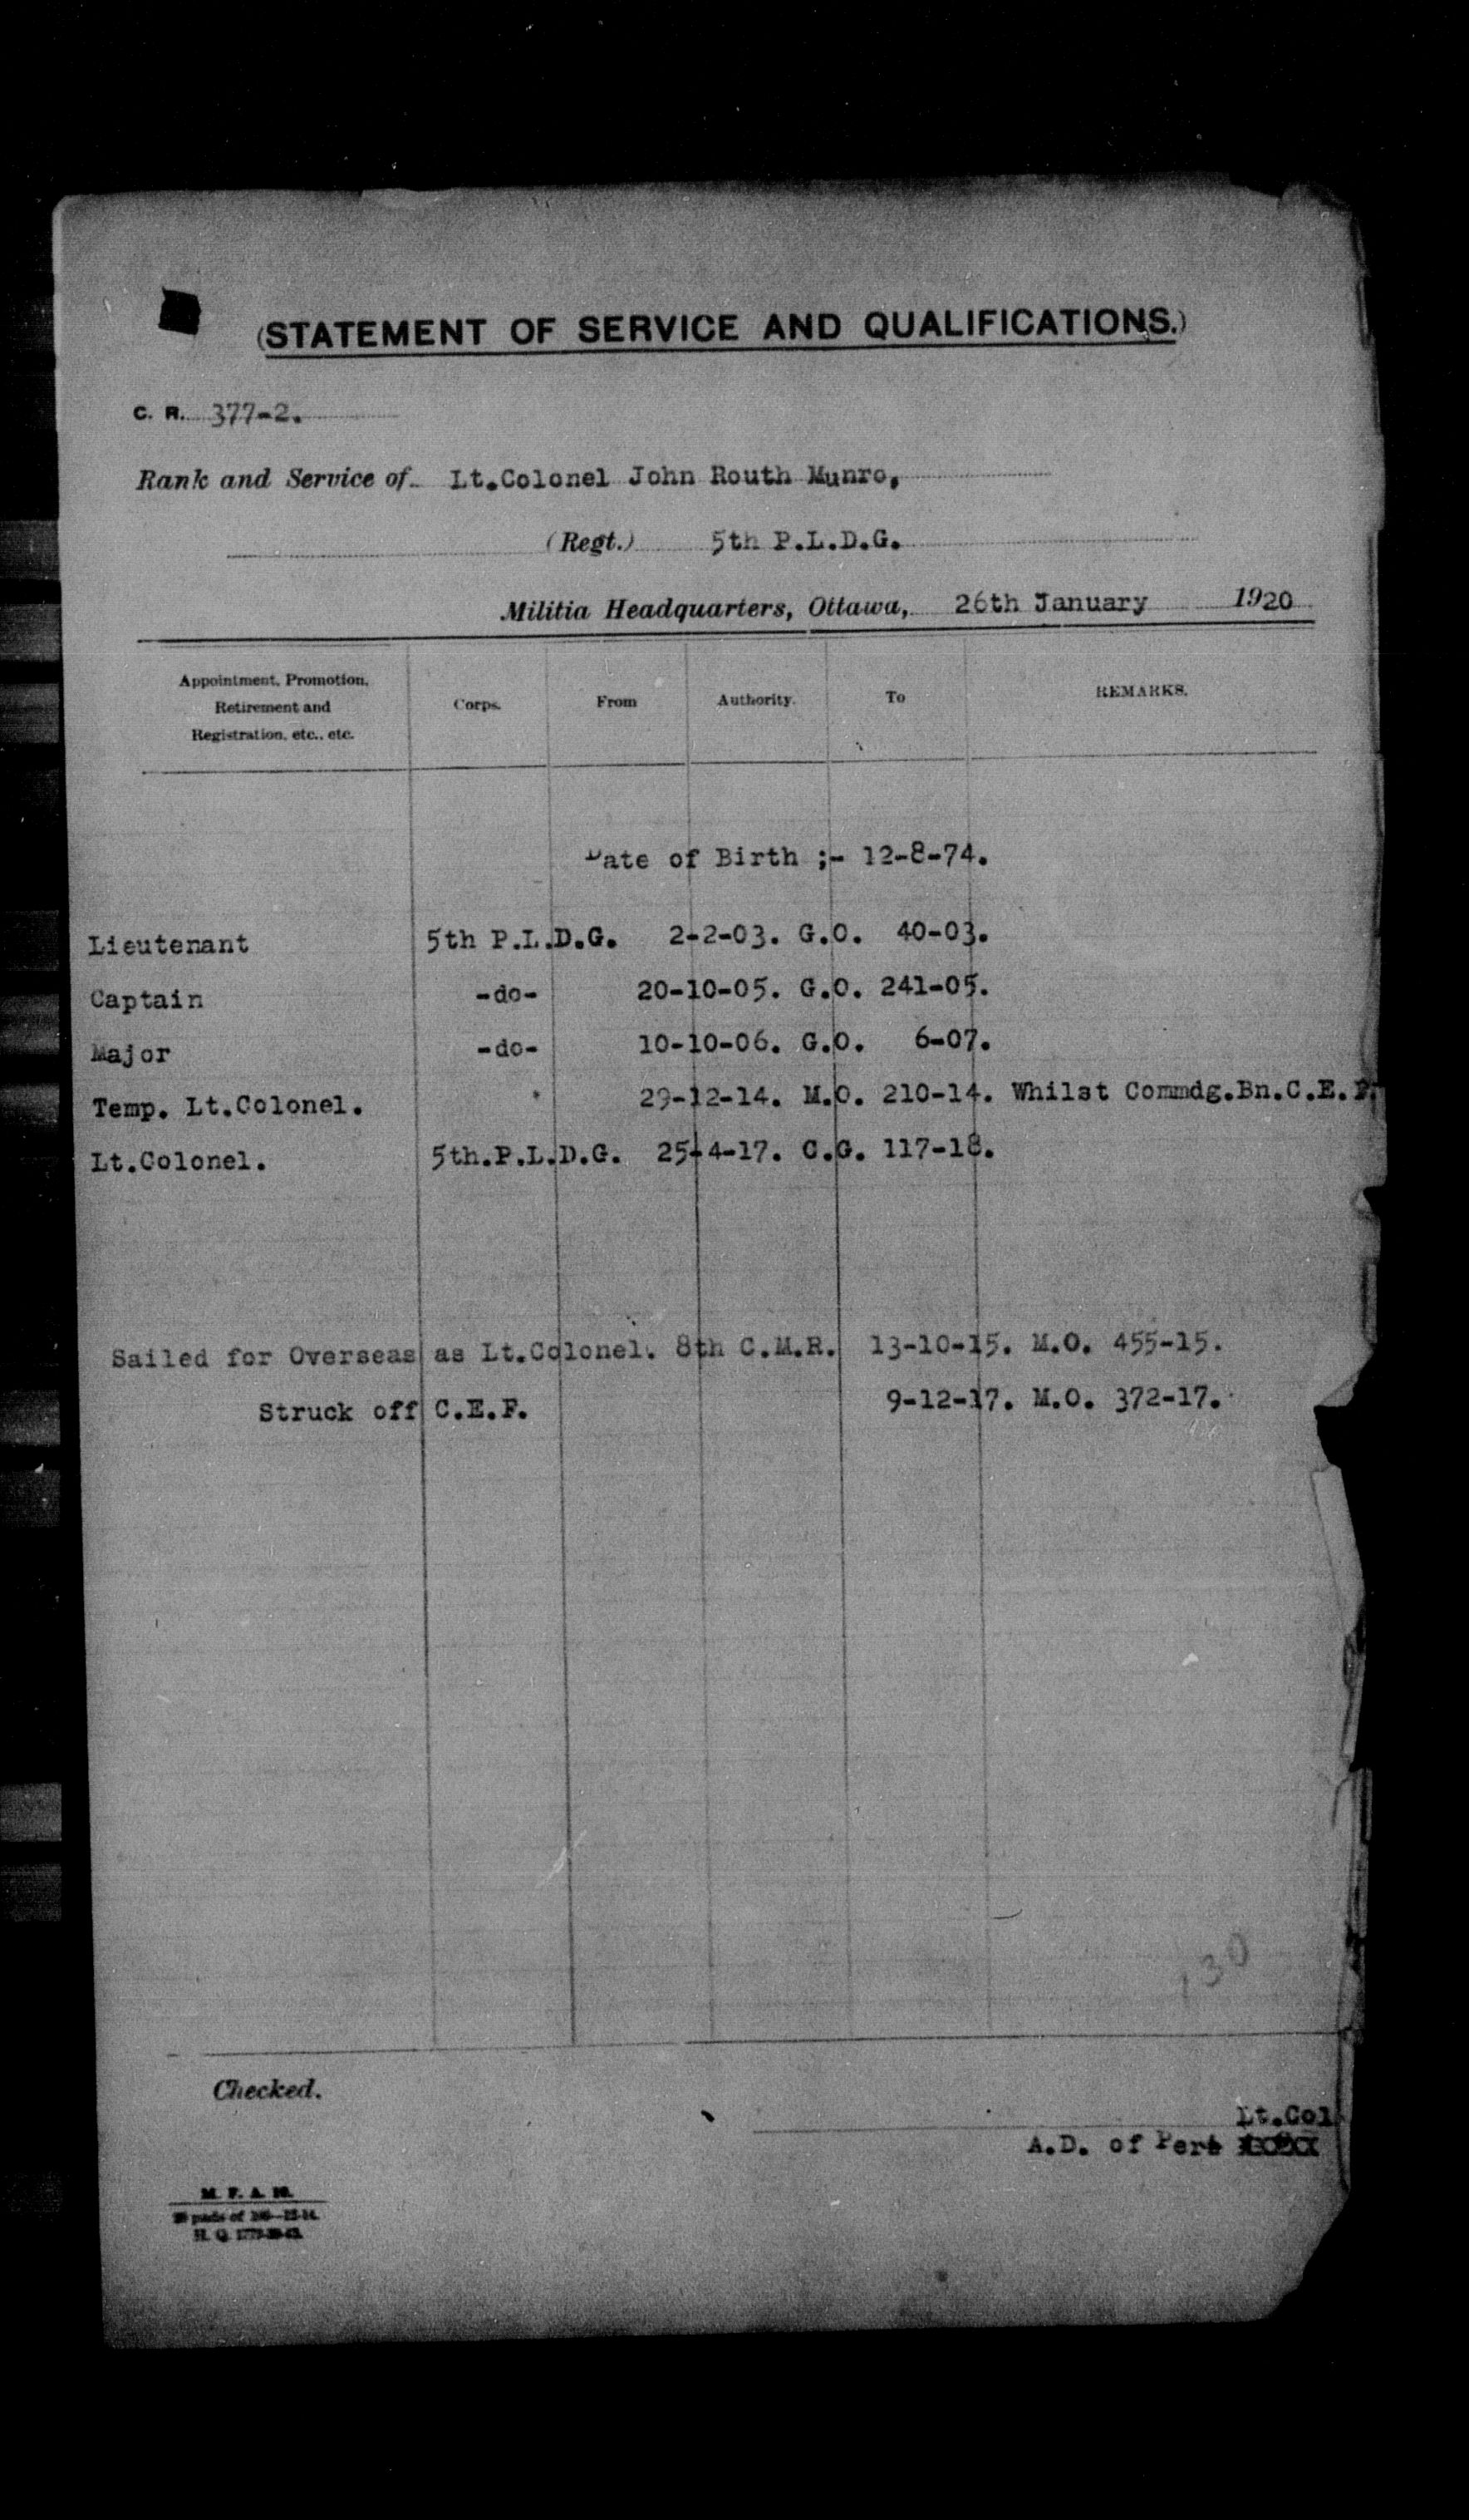 (STATEMENT OF SERVICE AND QUALIFICATIONS.)
C. R. 377-2.
Rank and Service of Lt.Colonel John Routh Munro,
(Regt.) 5th P.L.D.G.
Militia Headquarters, Ottawa, 26th January 1920
Appointment, Promotion, Retirement and Registration, etc., etc. Corps. From Authority. To REMARKS.
Date of Birth ;- 12-8-74.
Lieutenant 5th P.L.D.G. 2-2-03. G.O. 40-03.
Captain -do- 20-10-05. G.O. 241-05.
Major -do- 10-10-06. G.O. 6-07.
Temp. Lt.Colonel. 29-12-14. M.O. 210-14. Whilst Commdg.Bn.C.E.F.
Lt.Colonel. 5th.P.L.D.G. 25-4-17. C.G. 117-18.
Sailed for Overseas as Lt.Colonel. 8th C.M.R. 13-10-15. M.O. 455-15.
Struck off C.E.F. 9-12-17. M.O. 372-17.
130
Checked.
Lt.Col
A.D. of Pers
M. F. A.
pads of
H. Q.